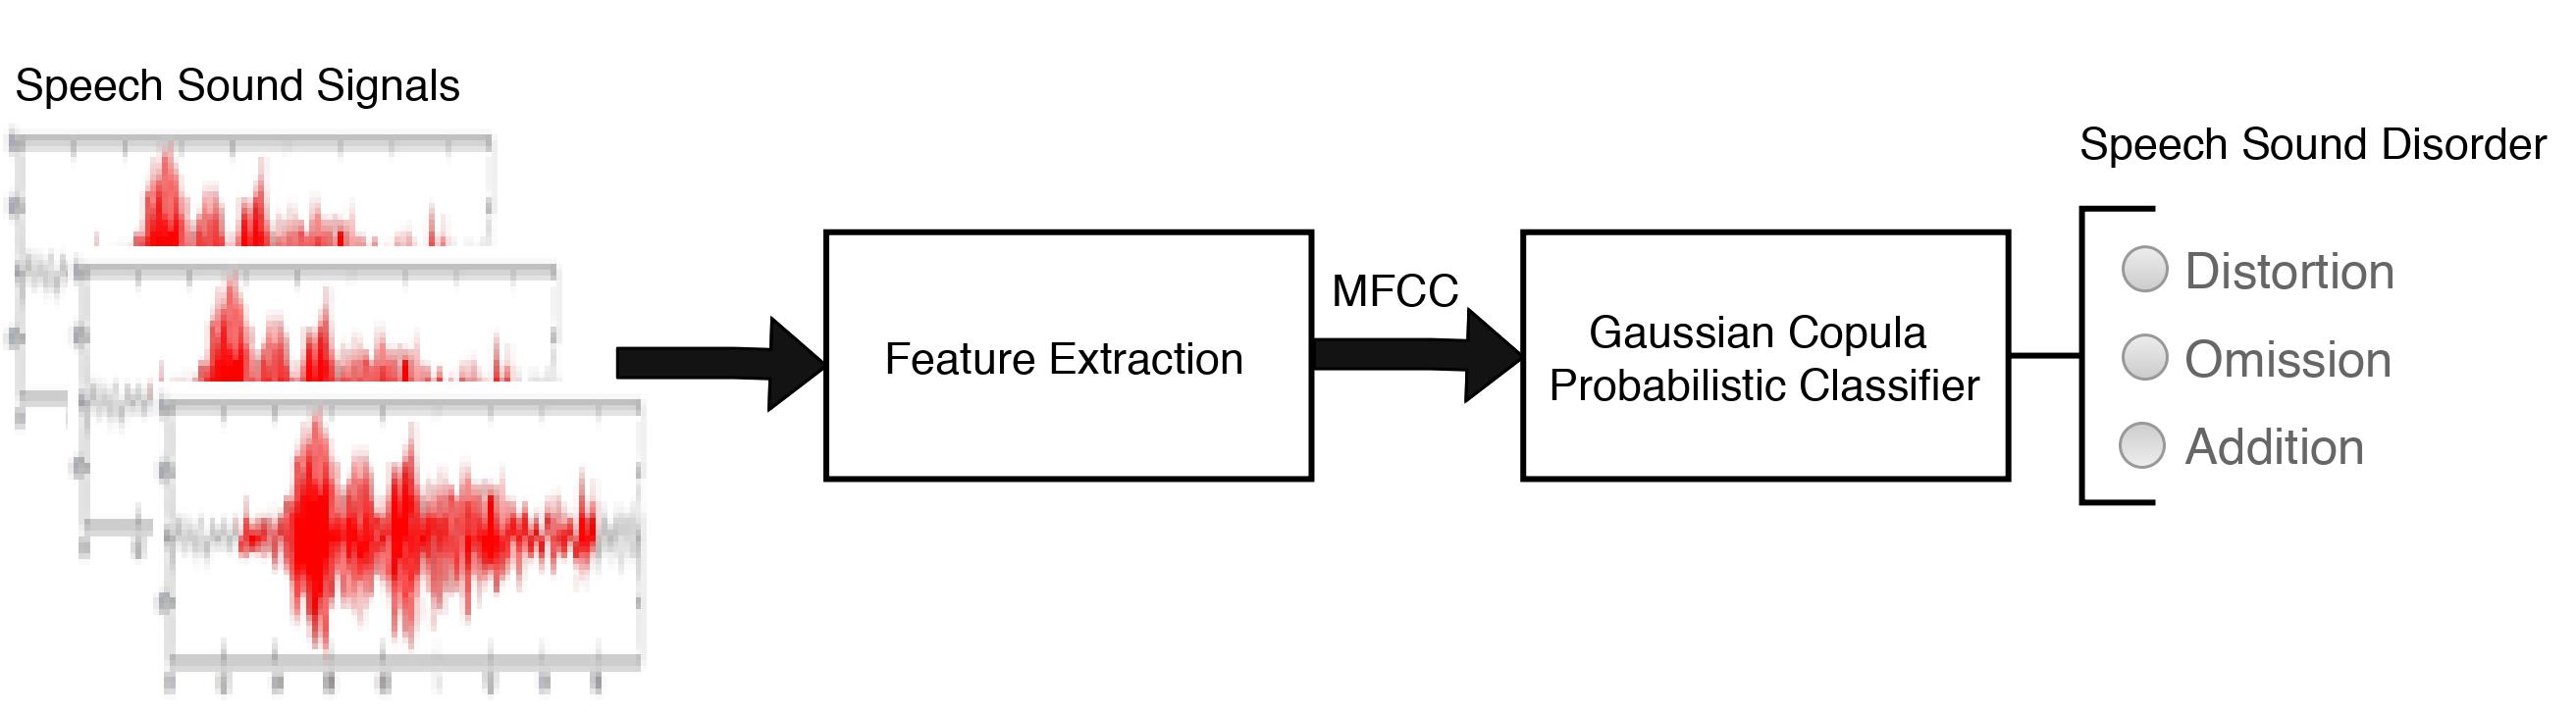 Speech Sound Signals
Feature Extraction
MFCC
Gaussian Copula
Probabilistic Classifier
Speech Sound Disorder
Distortion
Omission
Addition